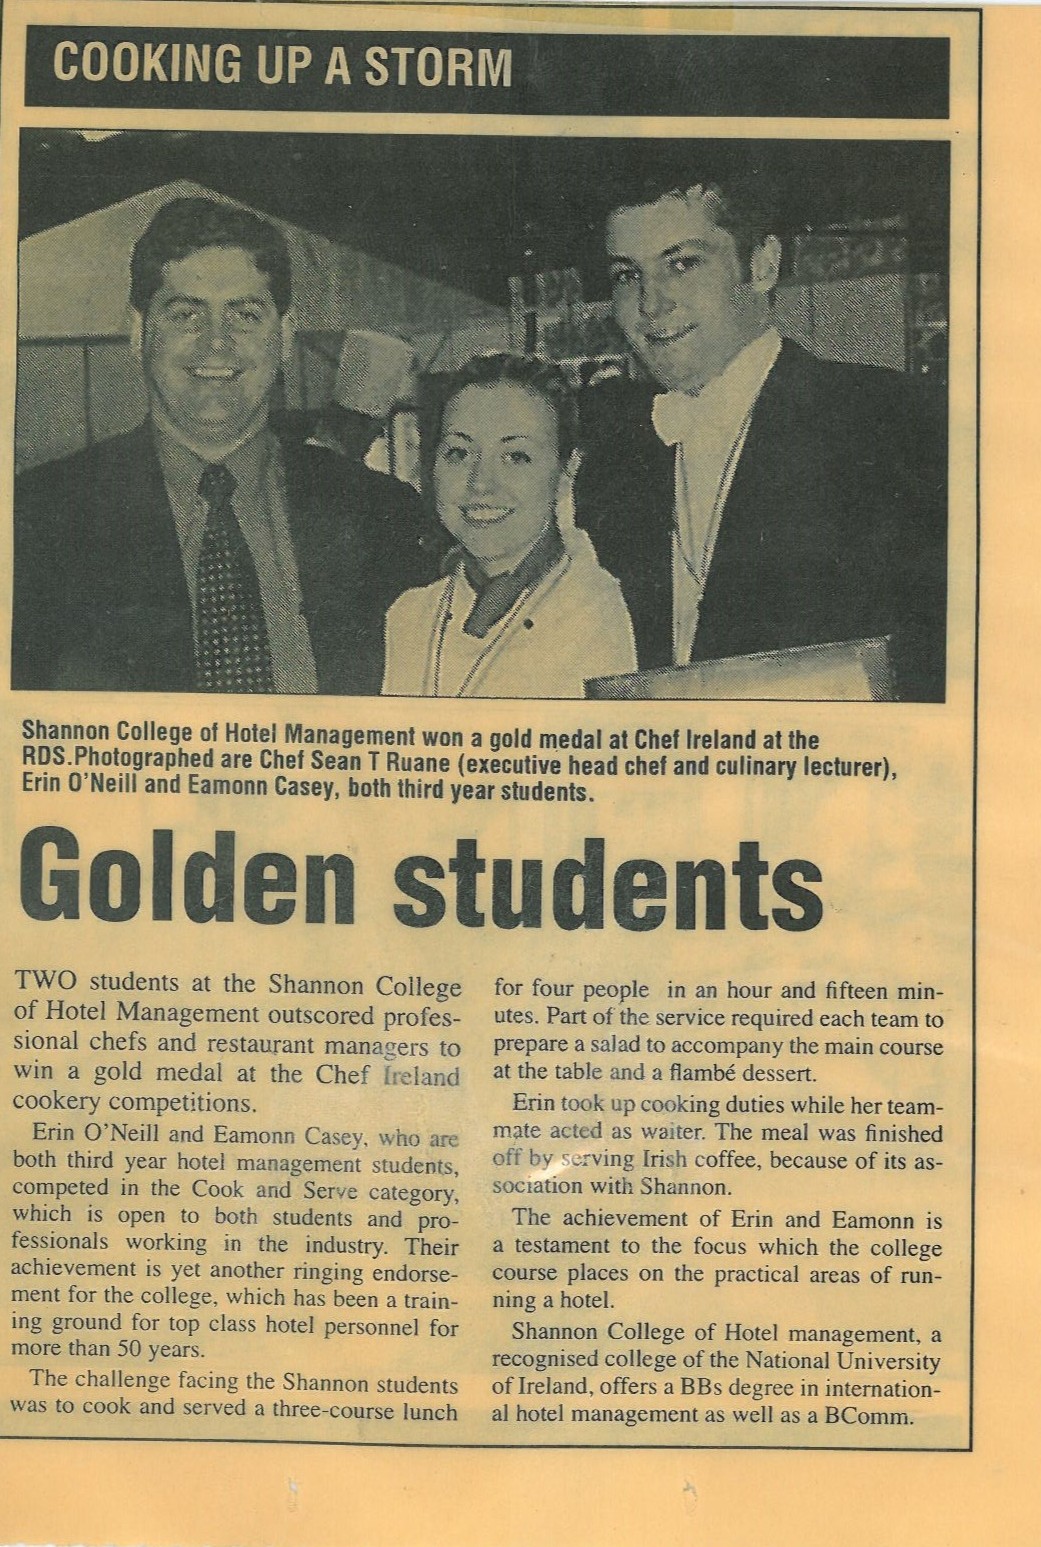 COOKING UP A STORM
Shannon College of Hotel Management won a gold medal at Chef Ireland at the
RDS.Photographed are Chef Sean T Ruane (executive head chef and culinary lecturer),
Erin O'Neill and Eamonn Casey, both third year students.
Golden students
TWO students at the Shannon College
of Hotel Management outscored profes-
sional chefs and restaurant managers to
win a gold medal at the Chef Ireland
cookery competitions.
Erin O'Neill and Eamonn Casey, who are
both third year hotel management students,
competed in the Cook and Serve category,
which is open to both students and pro-
fessionals working in the industry. Their
achievement is yet another ringing endorse-
ment for the college, which has been a train-
ing ground for top class hotel personnel for
more than 50 years.
The challenge facing the Shannon students
was to cook and served a three-course lunch
for four people in an hour and fifteen min-
utes. Part of the service required each team to
prepare a salad to accompany the main course
at the table and a flambé dessert.
Erin took up cooking duties while her team-
mate acted as waiter. The meal was finished
off by serving Irish coffee, because of its as-
sociation with Shannon.
The achievement of Erin and Eamonn is
a testament to the focus which the college
course places on the practical areas of run-
ning a hotel.
Shannon College of Hotel management, a
recognised college of the National University
of Ireland, offers a BBs degree in internation-
al hotel management as well as a BComm.